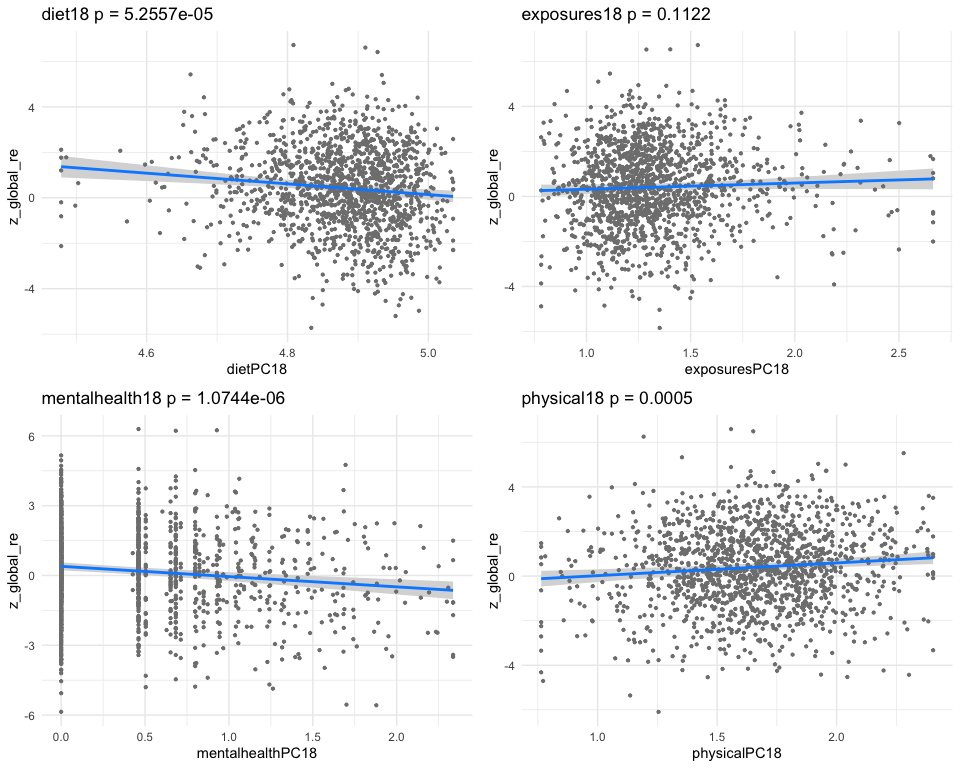 diet18 p = 5.2557e-05
z_global_re
4
0
-4
4.6 4.8 5.0
dietPC18
exposures18 p = 0.1122
z_global_re
4
0
-4
1.0 1.5 2.0 2.5
exposuresPC18
mentalhealth18 p = 1.0744e-06
z_global_re
6
3
0
-3
-6
0.0 0.5 1.0 1.5 2.0
mentalhealthPC18
physical18 p = 0.0005
z_global_re
4
0
-4
1.0 1.5 2.0
physicalPC18